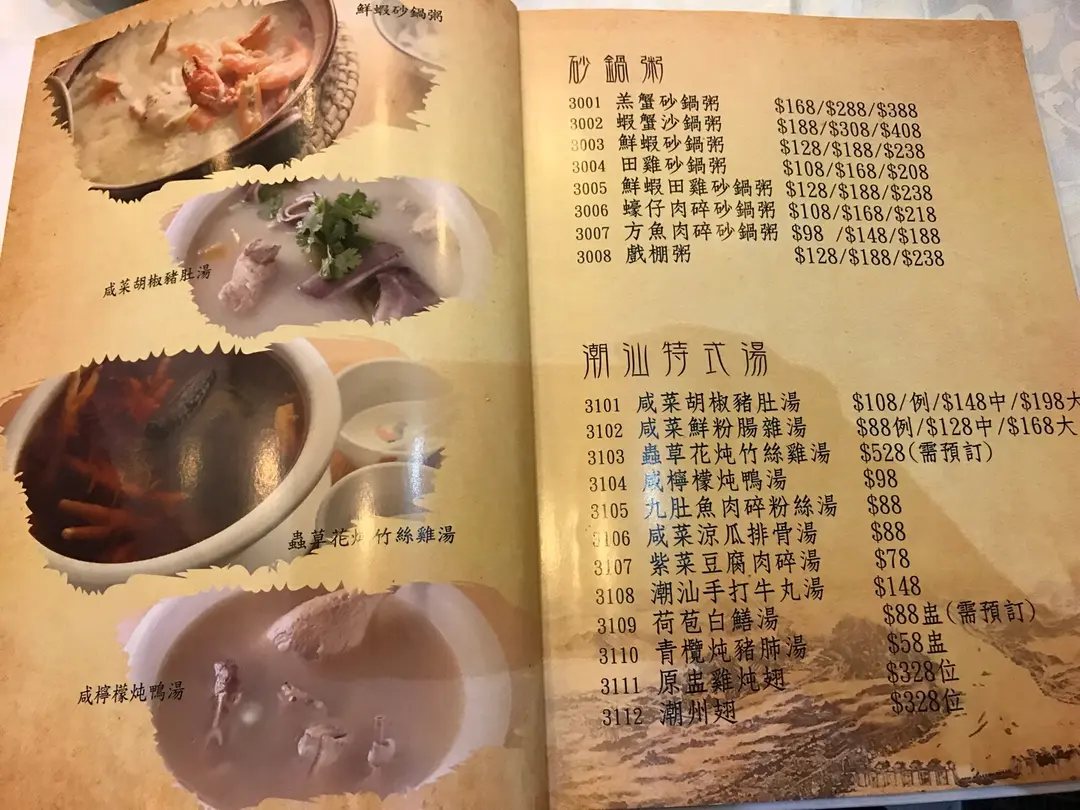 鮮蝦砂鍋粥
咸菜胡椒豬肚湯
蟲草花炖竹絲雞湯
咸檸檬炖鴨湯
砂鍋粥
3001 羔蟹砂鍋粥 $168/$288/$388
3002 蝦蟹沙鍋粥 $188/$308/$408
3003 鮮蝦砂鍋粥 $128/$188/$238
3004 田雞砂鍋粥 $108/$168/$208
3005 鮮蝦田雞砂鍋粥 $128/$188/$238
3006 蠔仔肉碎砂鍋粥 $108/$168/$218
3007 方魚肉碎砂鍋粥 $98 /$148/$188
3008 戲棚粥 $128/$188/$238
潮汕特式湯
3101 咸菜胡椒豬肚湯 $108/例/$148中/$198大
3102 咸菜鮮粉腸雜湯 $88例/$128中/$168大
3103 蟲草花炖竹絲雞湯 $528(需預訂)
3104 咸檸檬炖鴨湯 $98
3105 九肚魚肉碎粉絲湯 $88
3106 咸菜涼瓜排骨湯 $88
3107 紫菜豆腐肉碎湯 $78
3108 潮汕手打牛丸湯 $148
3109 荷苞白鱔湯 $88盅(需預訂)
3110 青欖炖豬肺湯 $58盅
3111 原盅雞炖翅 $328位
3112 潮州翅 $328位